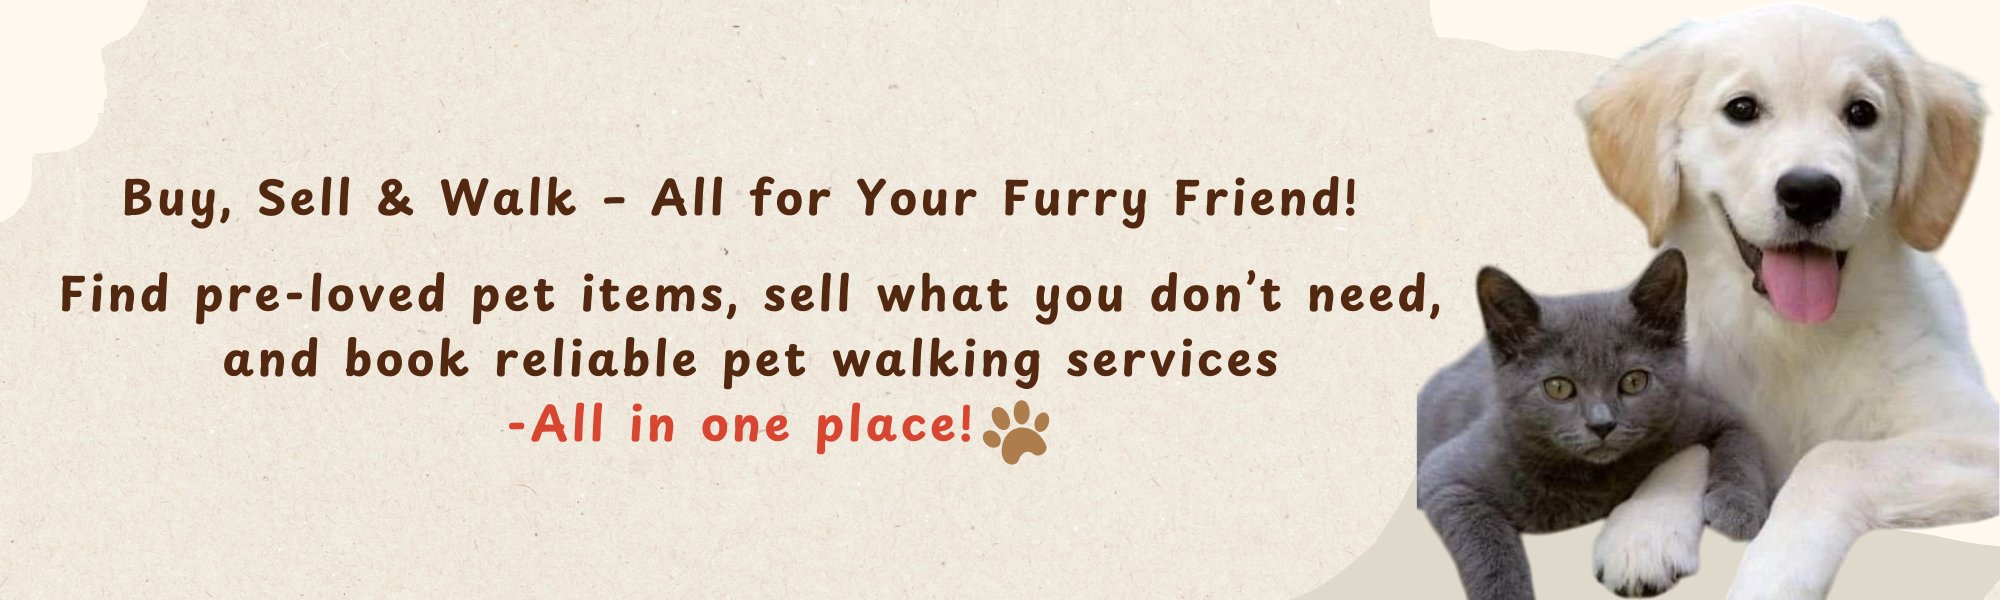 Buy, Sell & Walk – All for Your Furry Friend!
Find pre-loved pet items, sell what you don’t need,
and book reliable pet walking services
-All in one place!